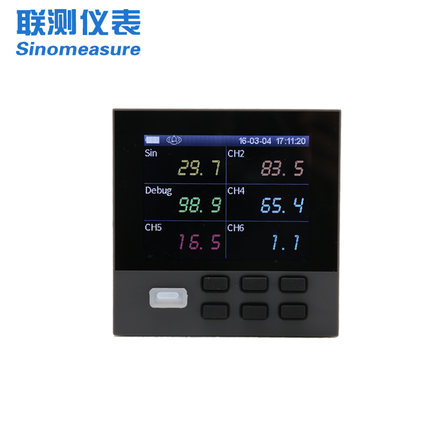 联测仪表
Sinomeasure
16-03-04 17:11:20
Sin
29.7
CH2
83.5
Debug
98.9
CH4
65.4
CH5
16.5
CH6
1.1